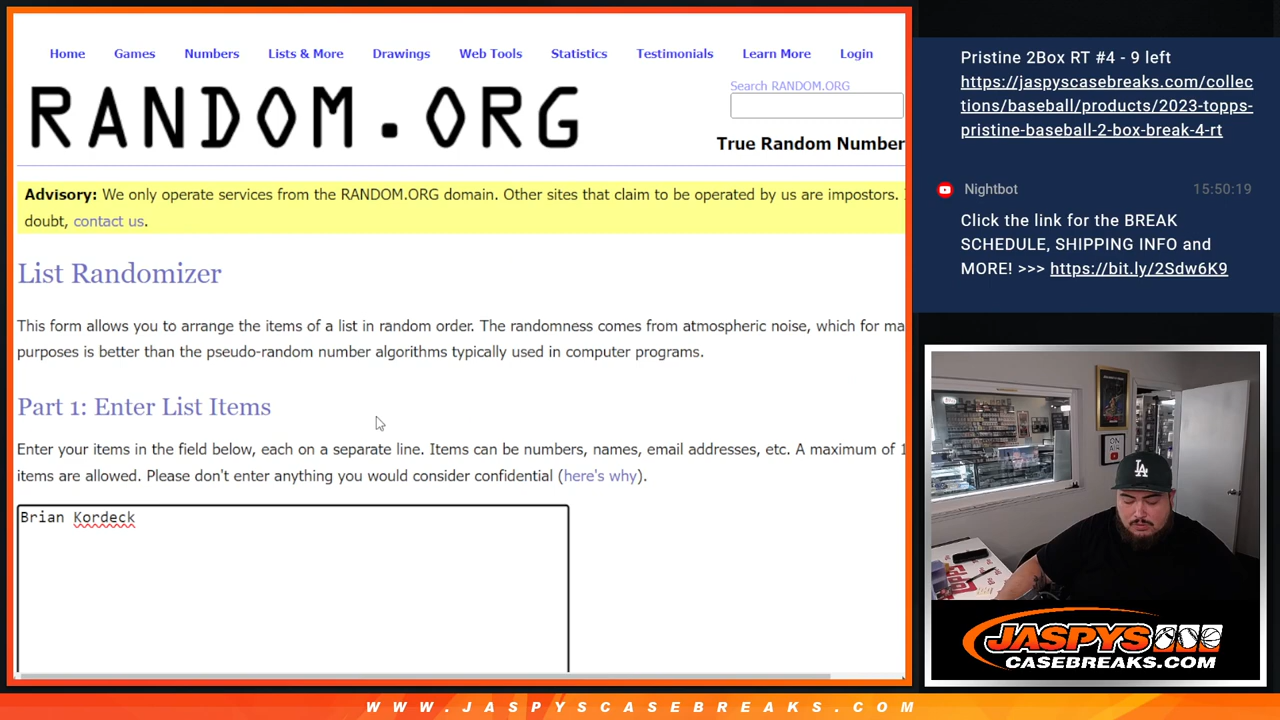 Home Games Numbers Lists & More Drawings Web Tools Statistics Testimonials Learn More Login
RANDOM.ORG
Search RANDOM.ORG
True Random Number
Advisory: We only operate services from the RANDOM.ORG domain. Other sites that claim to be operated by us are impostors.
doubt, contact us.
List Randomizer
This form allows you to arrange the items of a list in random order. The randomness comes from atmospheric noise, which for ma
purposes is better than the pseudo-random number algorithms typically used in computer programs.
Part 1: Enter List Items
Enter your items in the field below, each on a separate line. Items can be numbers, names, email addresses, etc. A maximum of 1
items are allowed. Please don't enter anything you would consider confidential (here's why).
Brian Kordeck
Pristine 2Box RT #4 - 9 left
https://jaspyscasebreaks.com/collec
tions/baseball/products/2023-topps-
pristine-baseball-2-box-break-4-rt
Nightbot 15:50:19
Click the link for the BREAK
SCHEDULE, SHIPPING INFO and
MORE! >>> https://bit.ly/2Sdw6K9
ON AIR
LA
JASPYS
CASEBREAKS.COM
WWW.JASPYSCASEBREAKS.COM